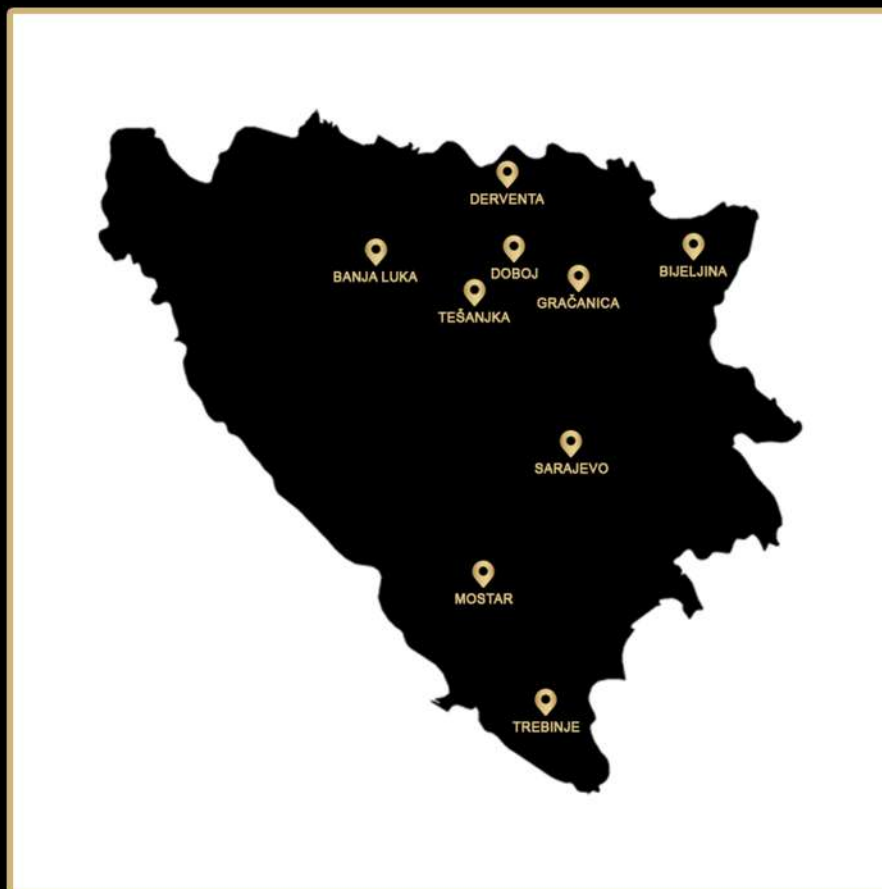 DERVENTA
BANJA LUKA
DOBOJ
BIJELJINA
TEŠANJKA
GRAČANICA
SARAJEVO
MOSTAR
TREBINJE